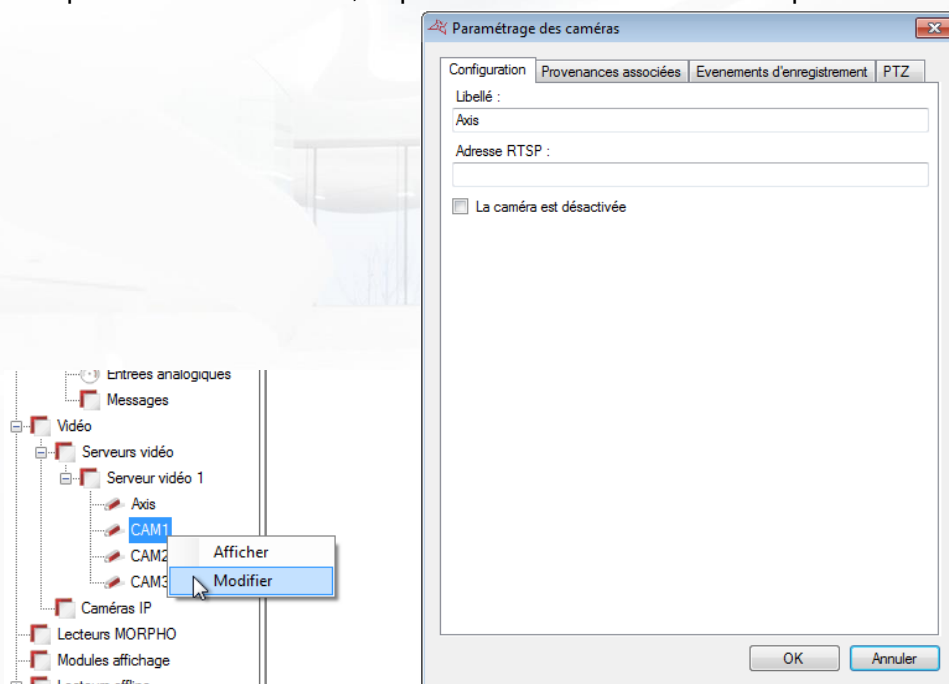 Paramétrage des caméras
Configuration
Provenances associées
Evenements d'enregistrement
PTZ
Libellé :
Axis
Adresse RTSP :
La caméra est désactivée
OK
Annuler
Entrées analogiques
Messages
Vidéo
Serveurs vidéo
Serveur vidéo 1
Axis
CAM1
CAM2
CAM3
Afficher
Modifier
Caméras IP
Lecteurs MORPHO
Modules affichage